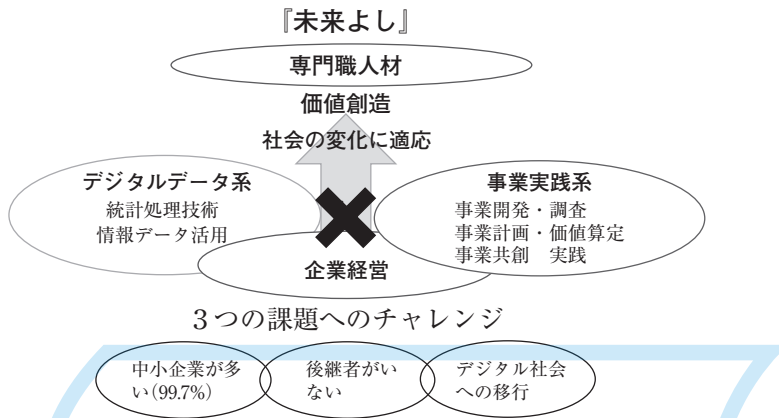 『未来よし』
専門職人材
価値創造
社会の変化に適応
デジタルデータ系
統計処理技術
情報データ活用
事業実践系
事業開発・調査
事業計画・価値算定
事業共創　実践
企業経営
３つの課題へのチャレンジ
中小企業が多
い(99.7%)
後継者がい
ない
デジタル社会
への移行